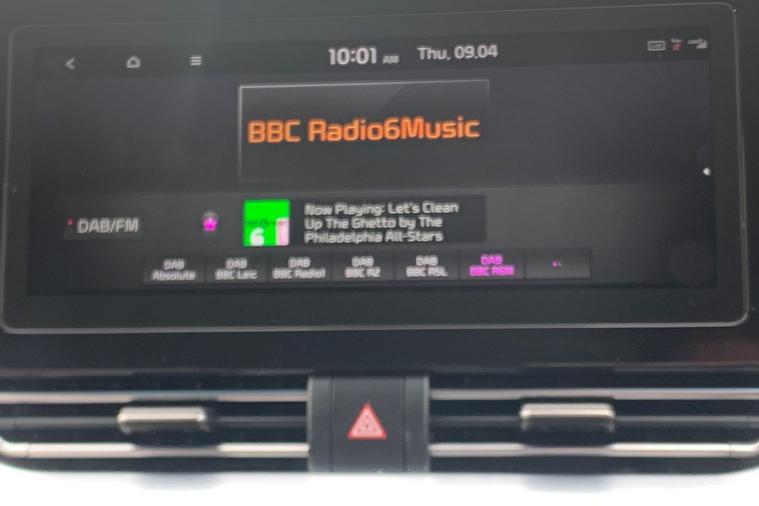 10:01 AM Thu, 09.04
BBC Radio6Music
DAB/FM
6
Now Playing: Let's Clean
Up The Ghetto by The
Philadelphia All-Stars
DAB Absolute
DAB BBC Leic
DAB BBC Radio1
DAB BBC R2
DAB BBC R5L
DAB BBC R6M